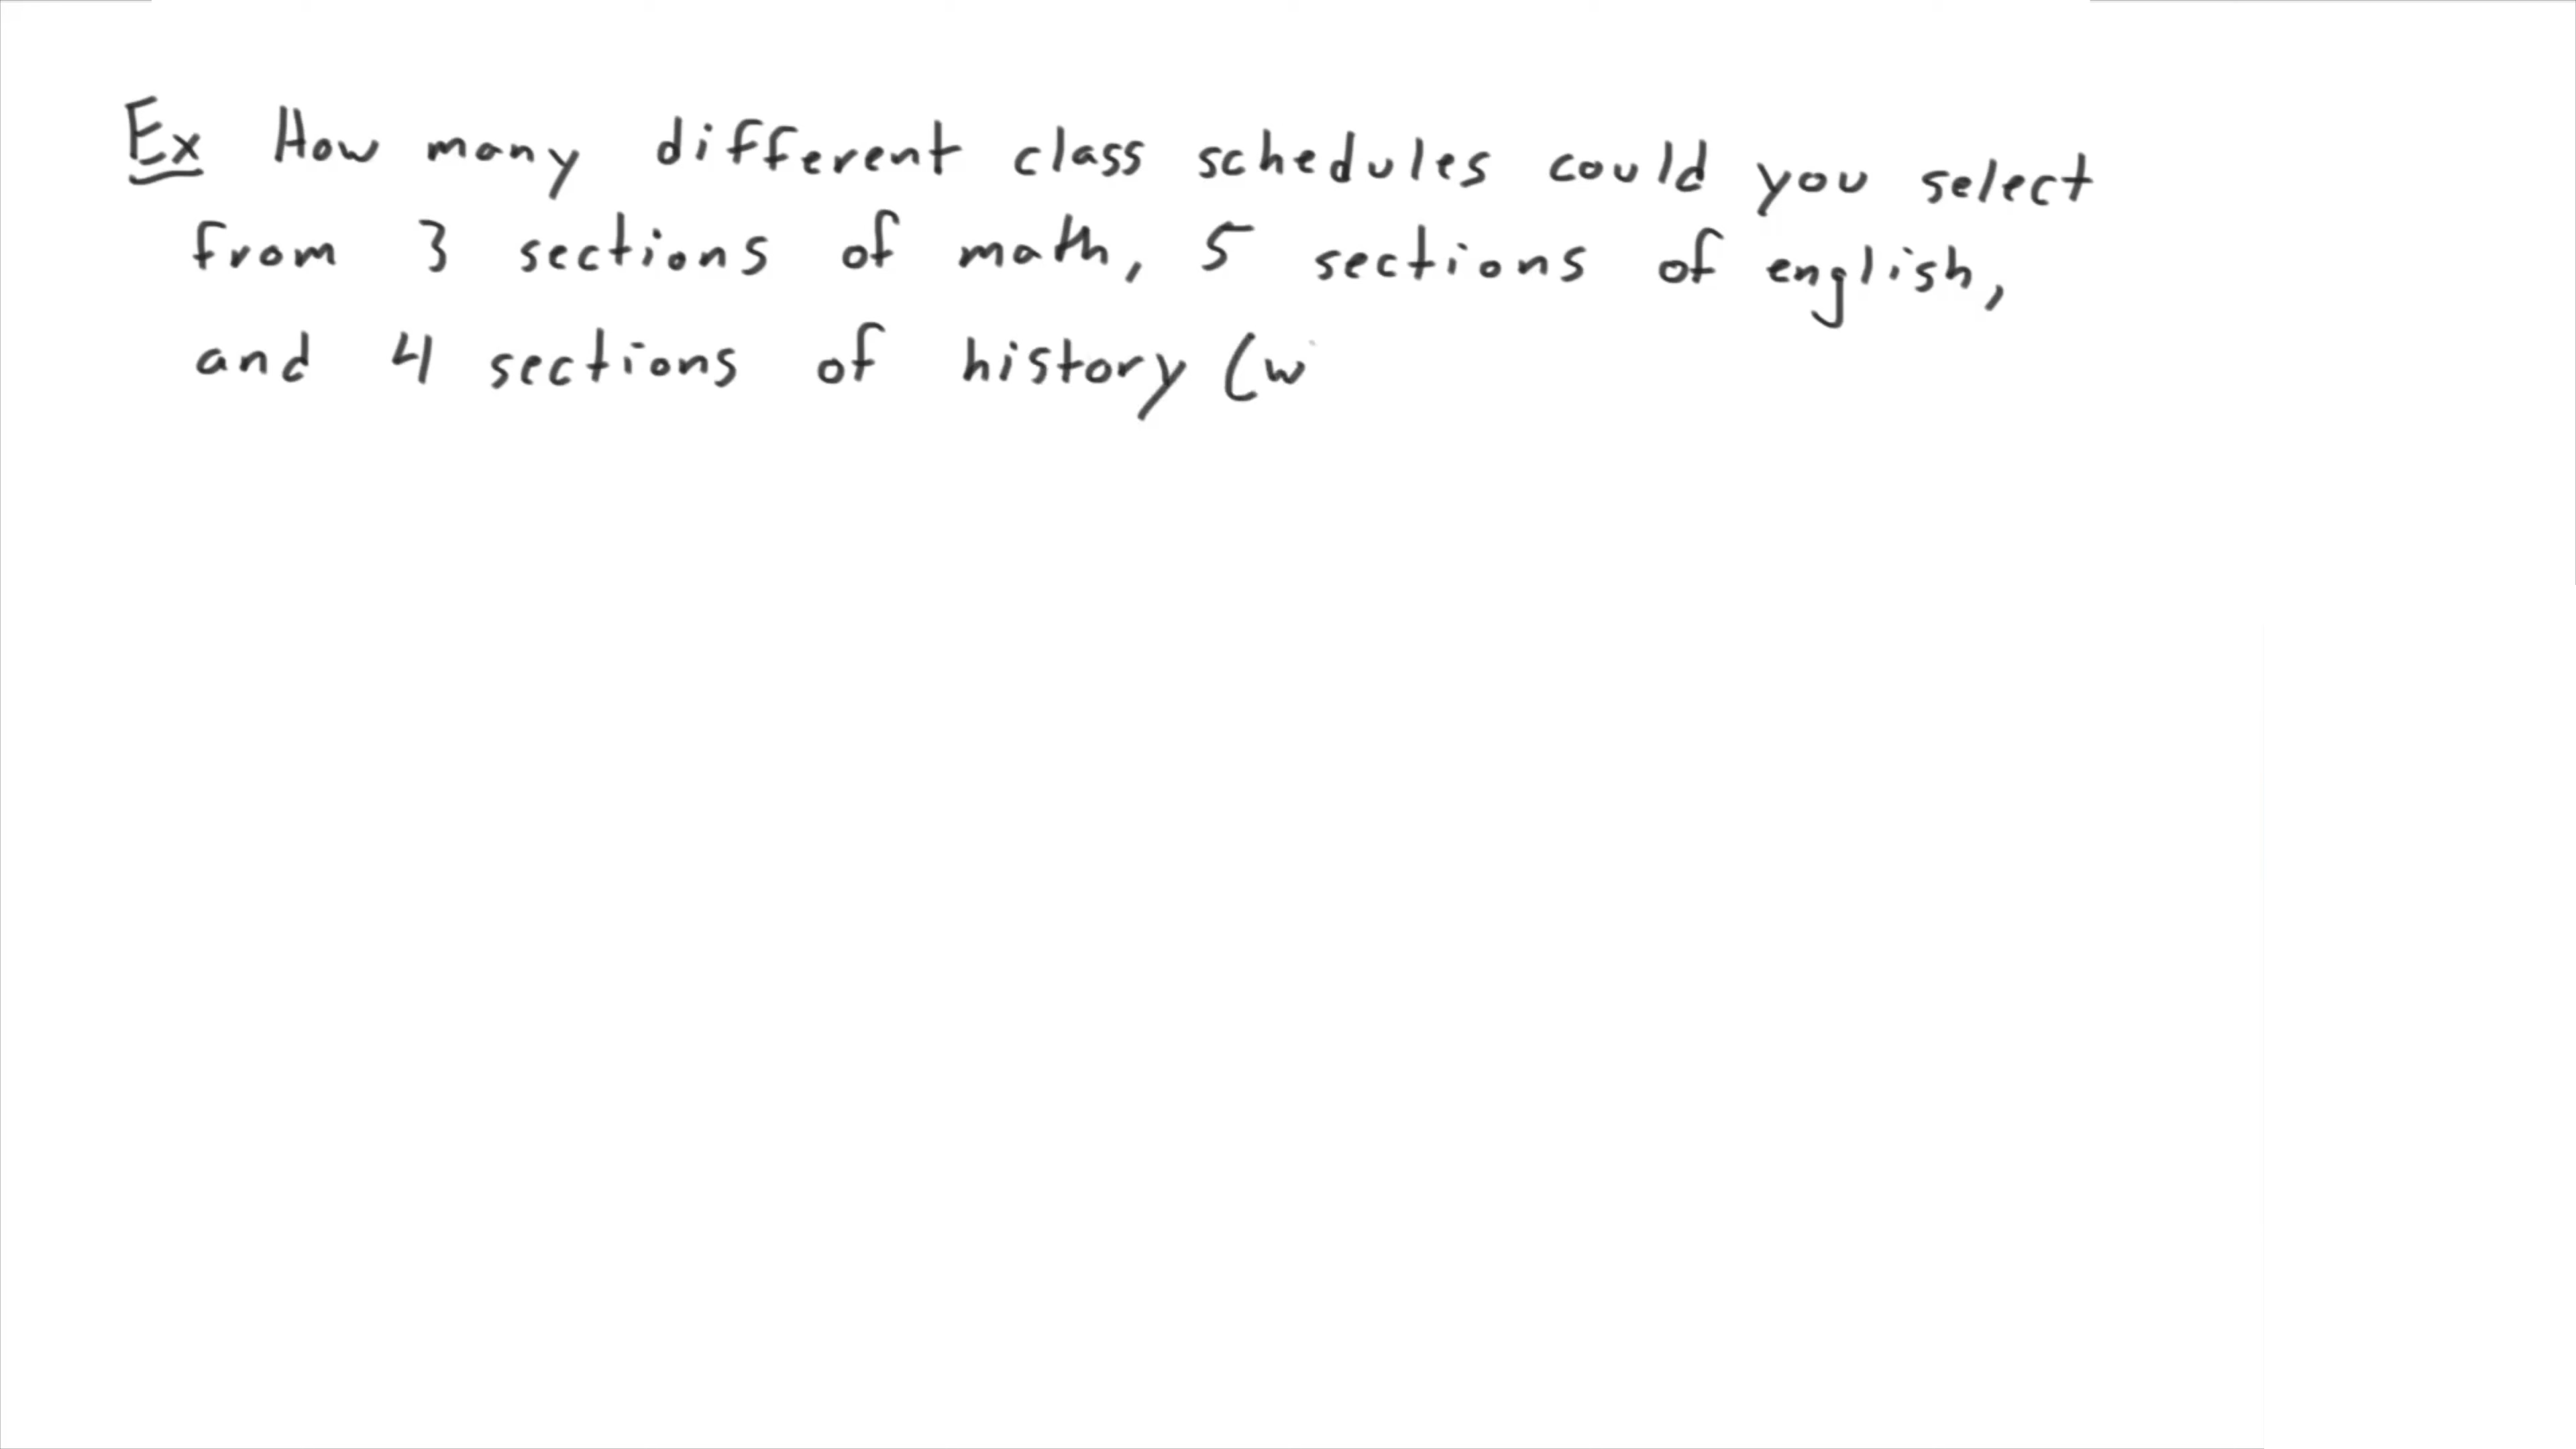 Ex How many different class schedules could you select
from 3 sections of math, 5 sections of english,
and 4 sections of history (w